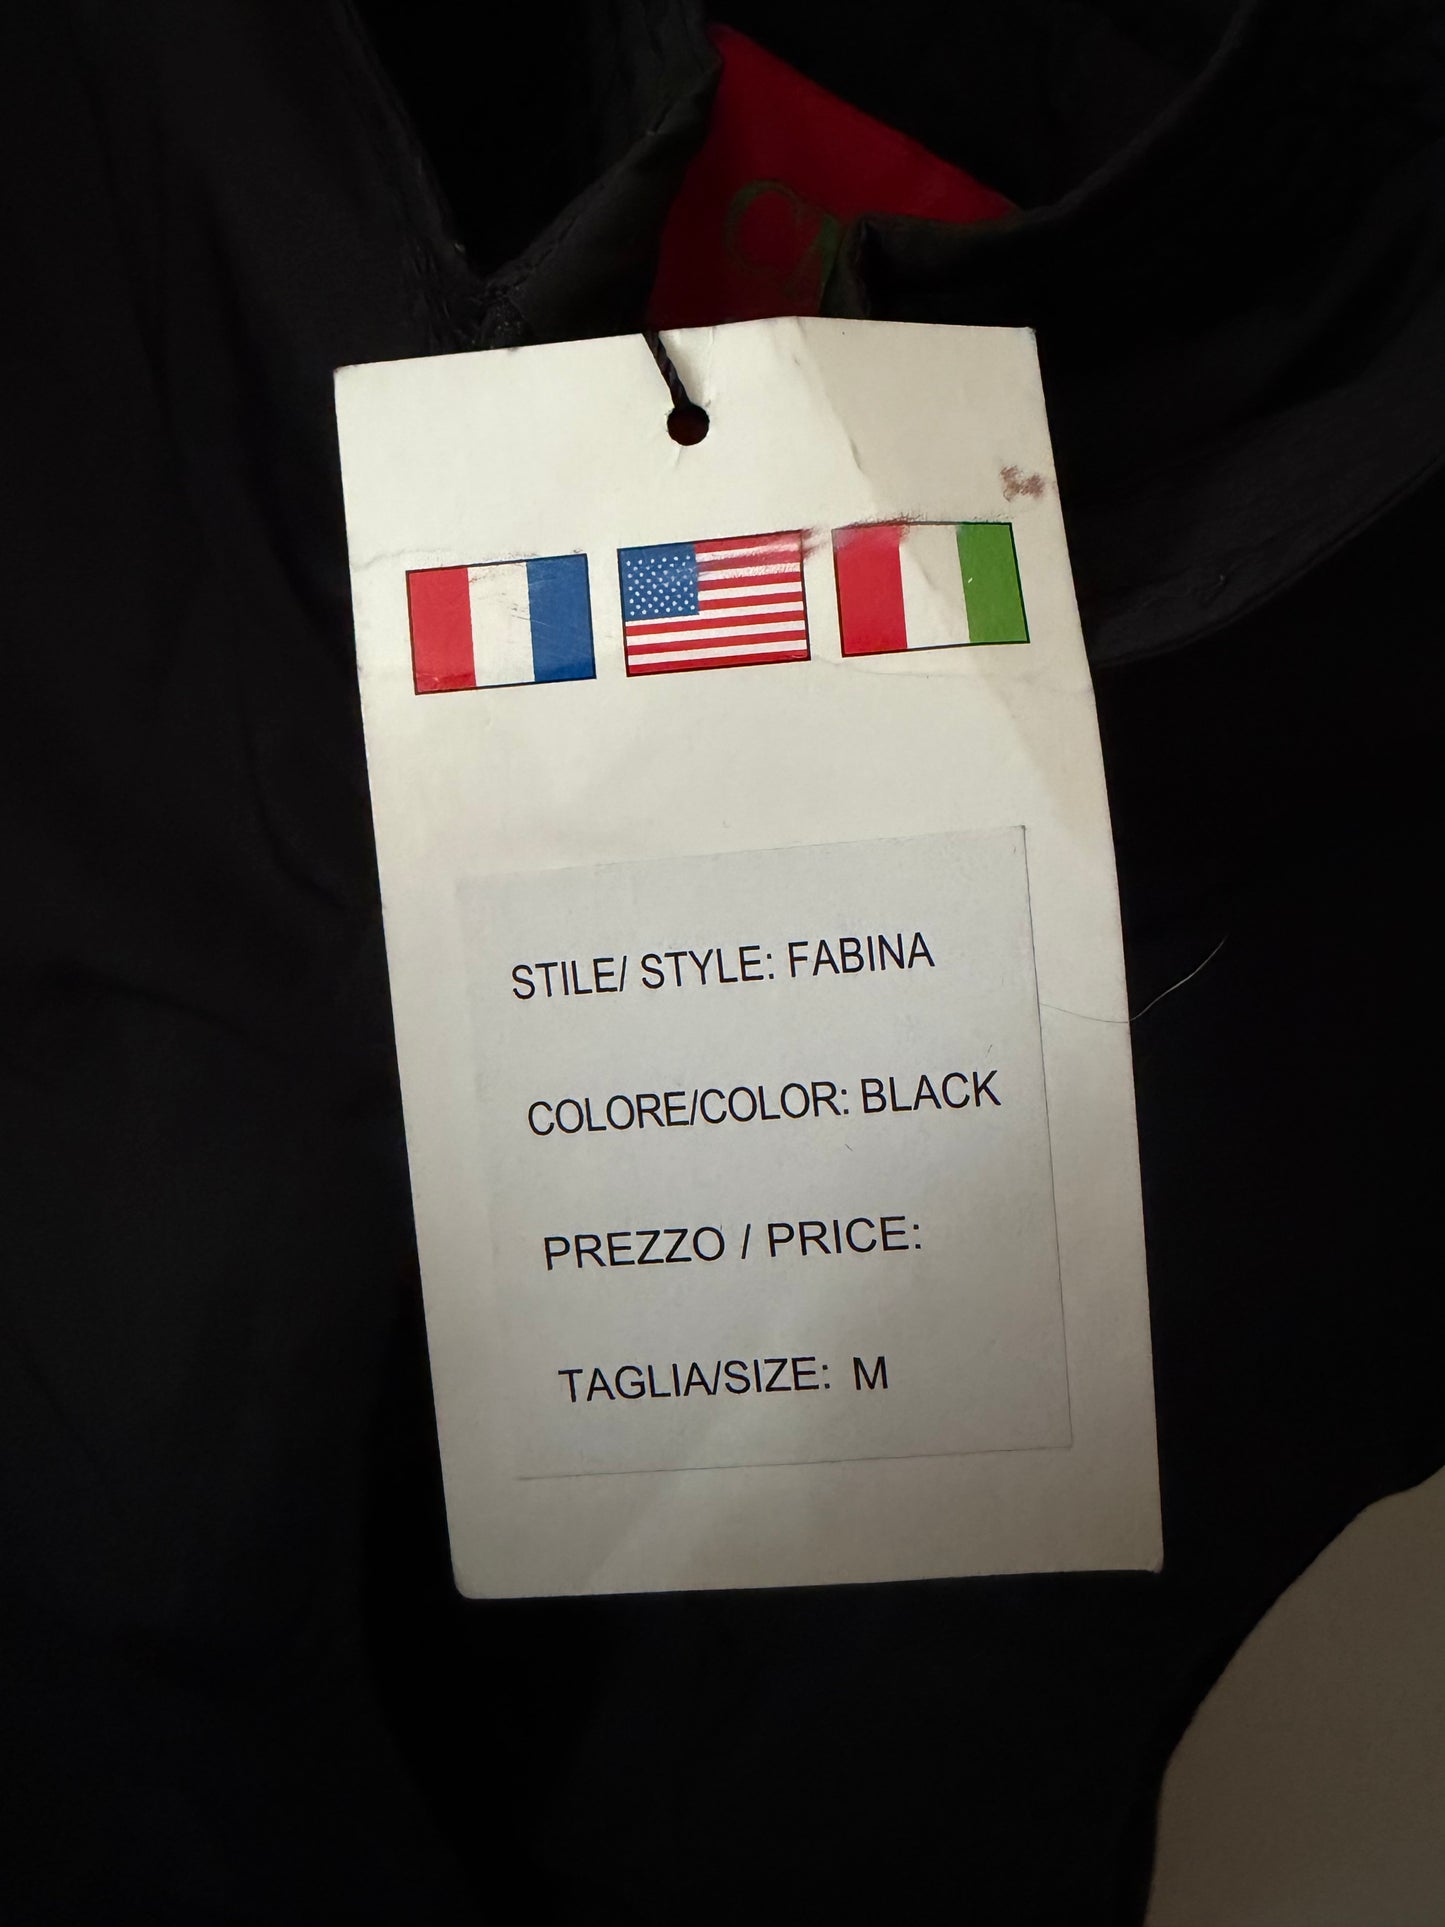 STILE/ STYLE: FABINA
COLORE/COLOR: BLACK
PREZZO / PRICE:
TAGLIA/SIZE: M